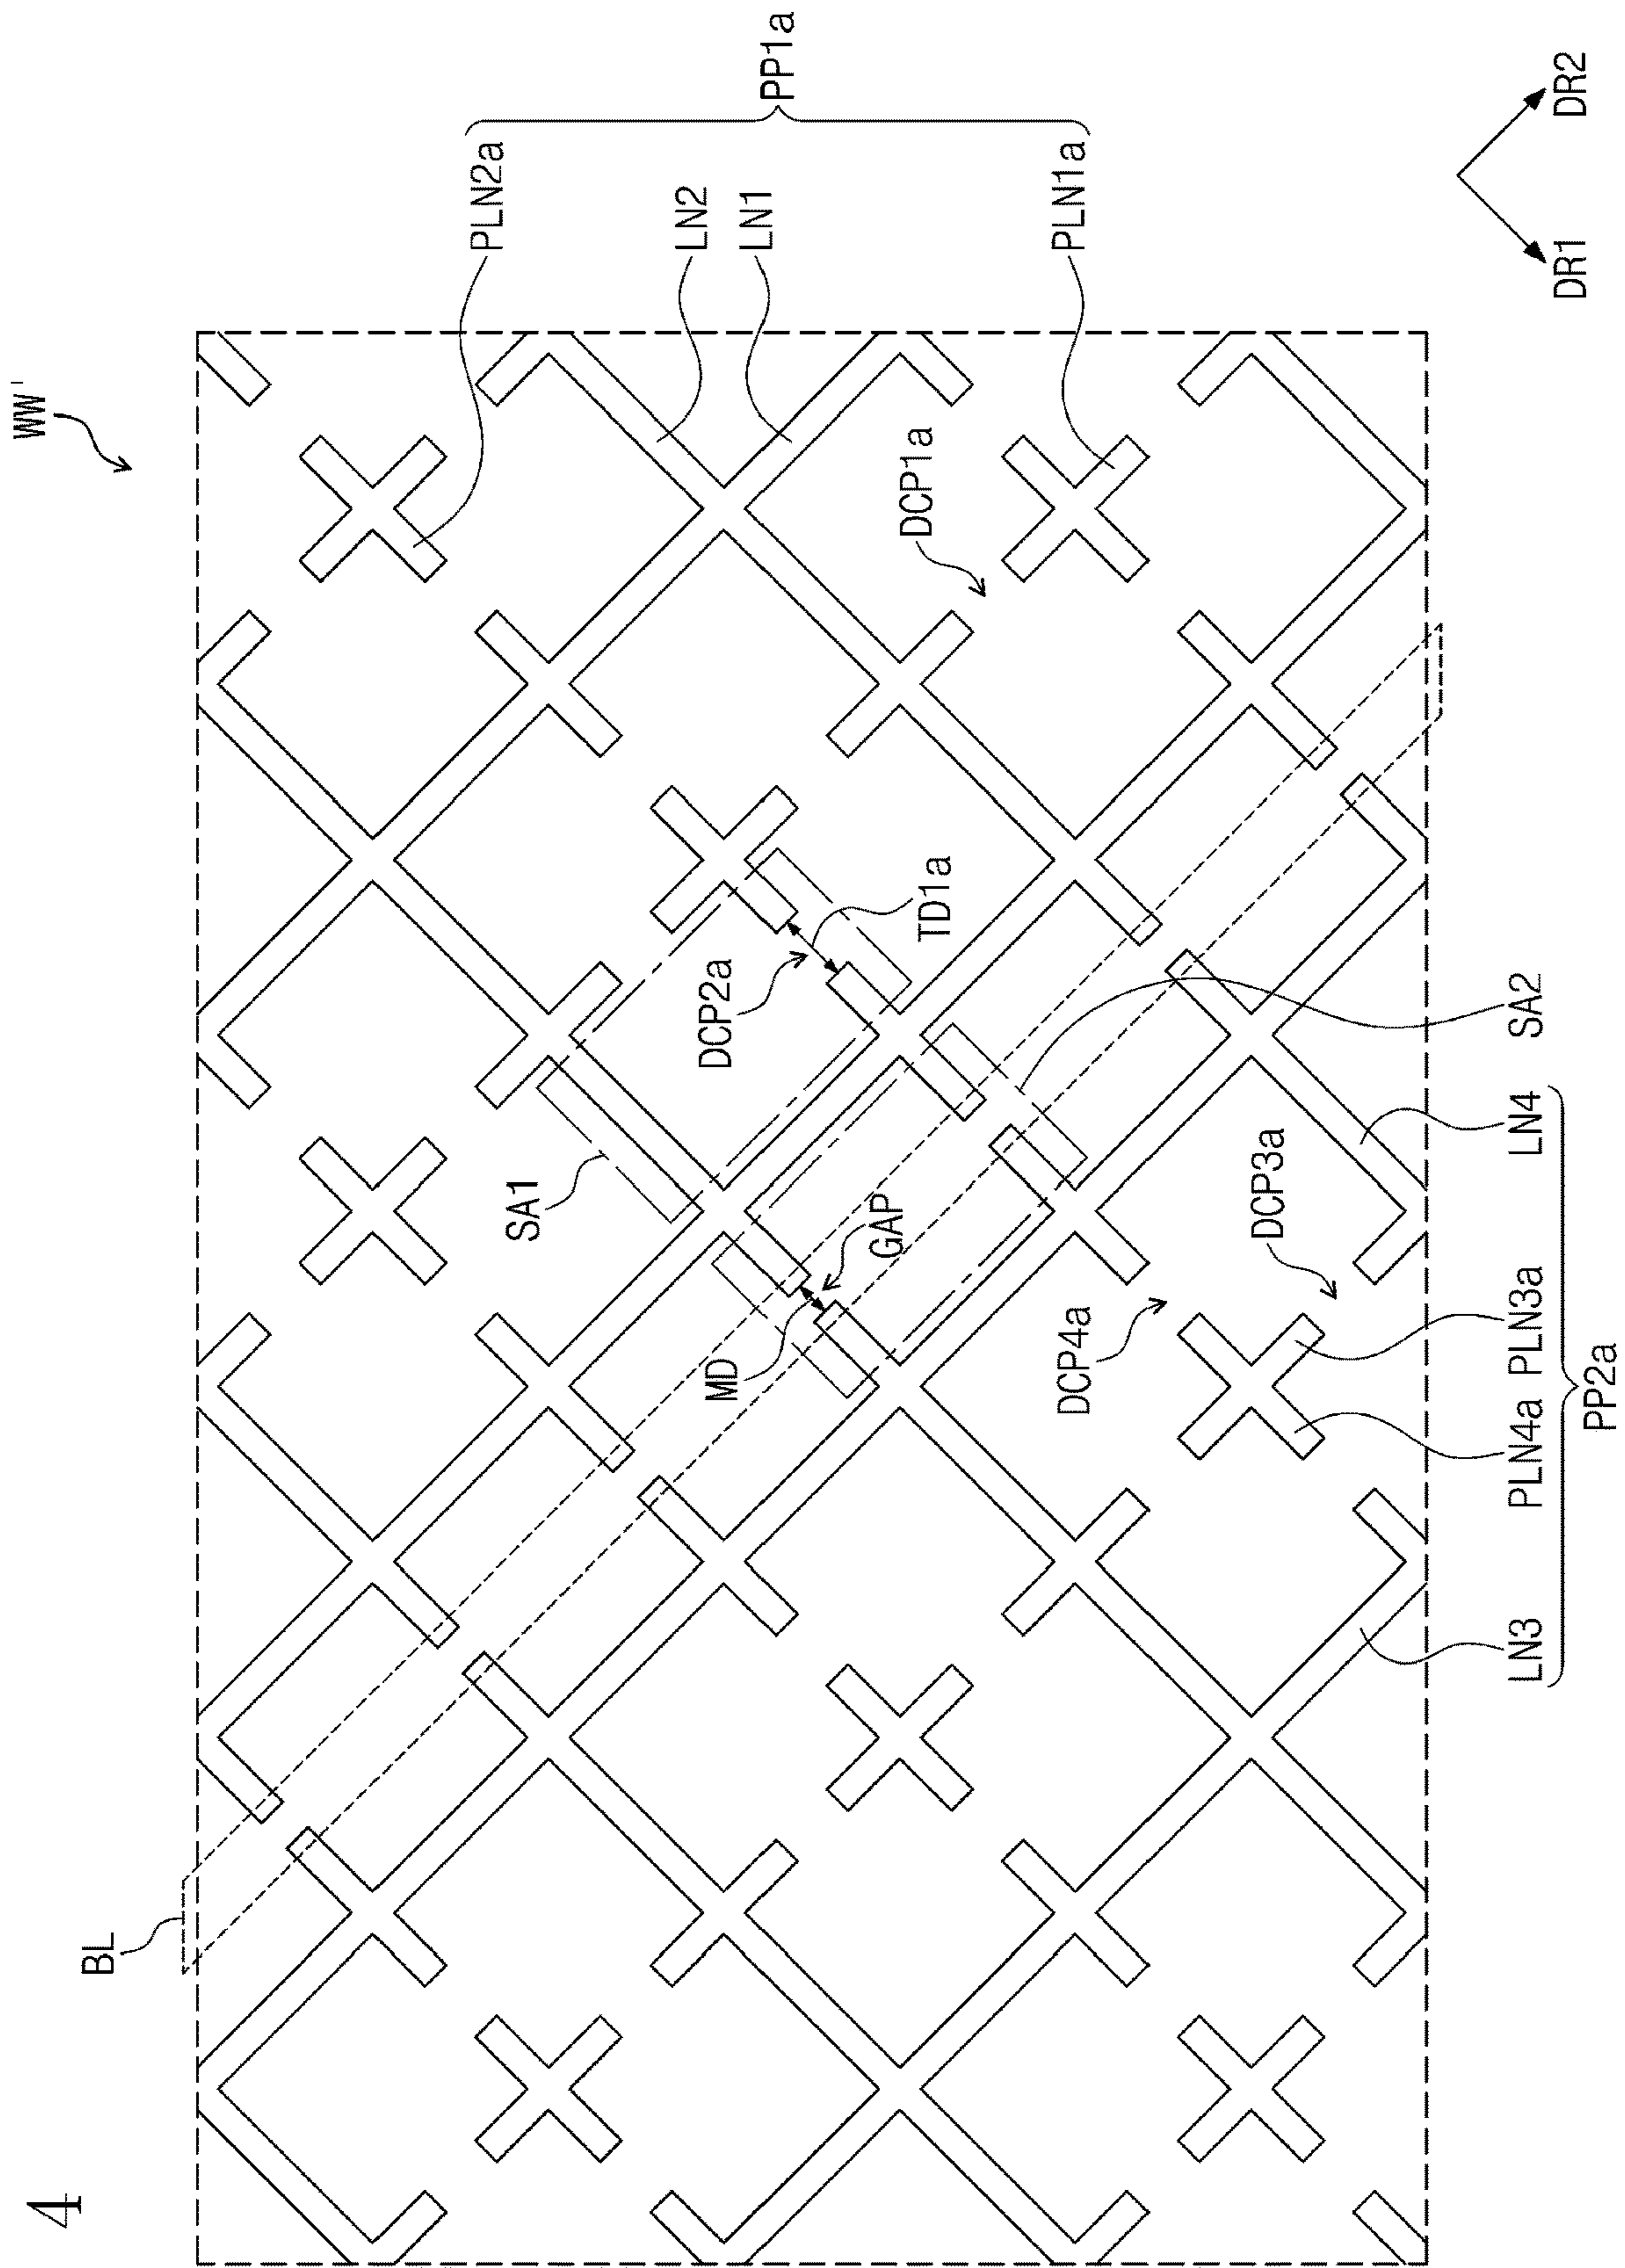 4
WW'
BL
PLN2a
LN2
LN1
PLN1a
PP1a
SA1
DCP2a
TD1a
DCP1a
MD
GAP
DCP4a
DCP3a
SA2
LN3
PLN4a
PLN3a
LN4
PP2a
DR1
DR2